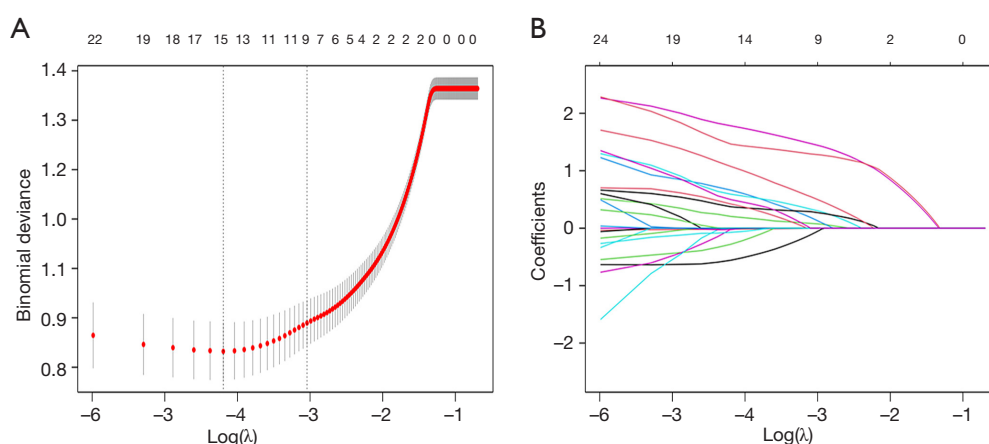 A
22 19 18 17 15 13 11 11 9 7 6 5 4 2 2 2 2 0 0 0 0
1.4
1.3
1.8
1.0
1.1
0.9
0.8
Binomial deviance
−6 −5 −4 −3 −2 −1
Log(λ)
B
24 19 14 9 2 0
2
1
0
−1
−2
Coefficients
−6 −5 −4 −3 −2 −1
Log(λ)